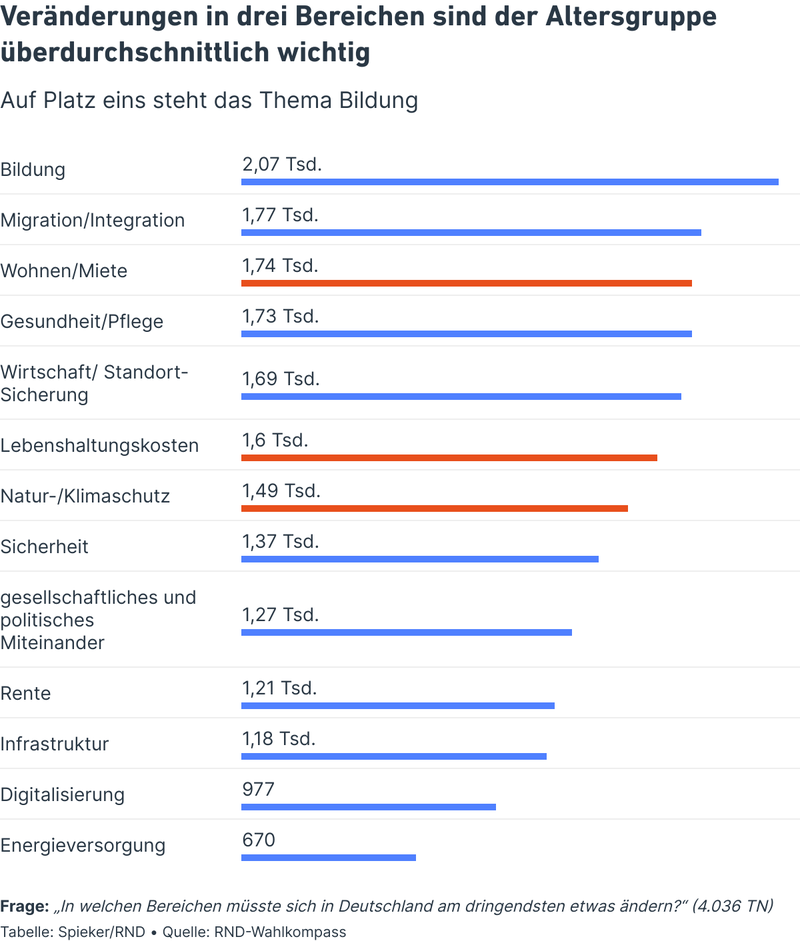 Veränderungen in drei Bereichen sind der Altersgruppe
überdurchschnittlich wichtig
Auf Platz eins steht das Thema Bildung
Bildung
2,07 Tsd.
Migration/Integration
1,77 Tsd.
Wohnen/Miete
1,74 Tsd.
Gesundheit/Pflege
1,73 Tsd.
Wirtschaft/ Standort-
Sicherung
1,69 Tsd.
Lebenshaltungskosten
1,6 Tsd.
Natur-/Klimaschutz
1,49 Tsd.
Sicherheit
1,37 Tsd.
gesellschaftliches und
politisches
Miteinander
1,27 Tsd.
Rente
1,21 Tsd.
Infrastruktur
1,18 Tsd.
Digitalisierung
977
Energieversorgung
670
Frage: „In welchen Bereichen müsste sich in Deutschland am dringendsten etwas ändern?“ (4.036 TN)
Tabelle: Spieker/RND • Quelle: RND-Wahlkompass